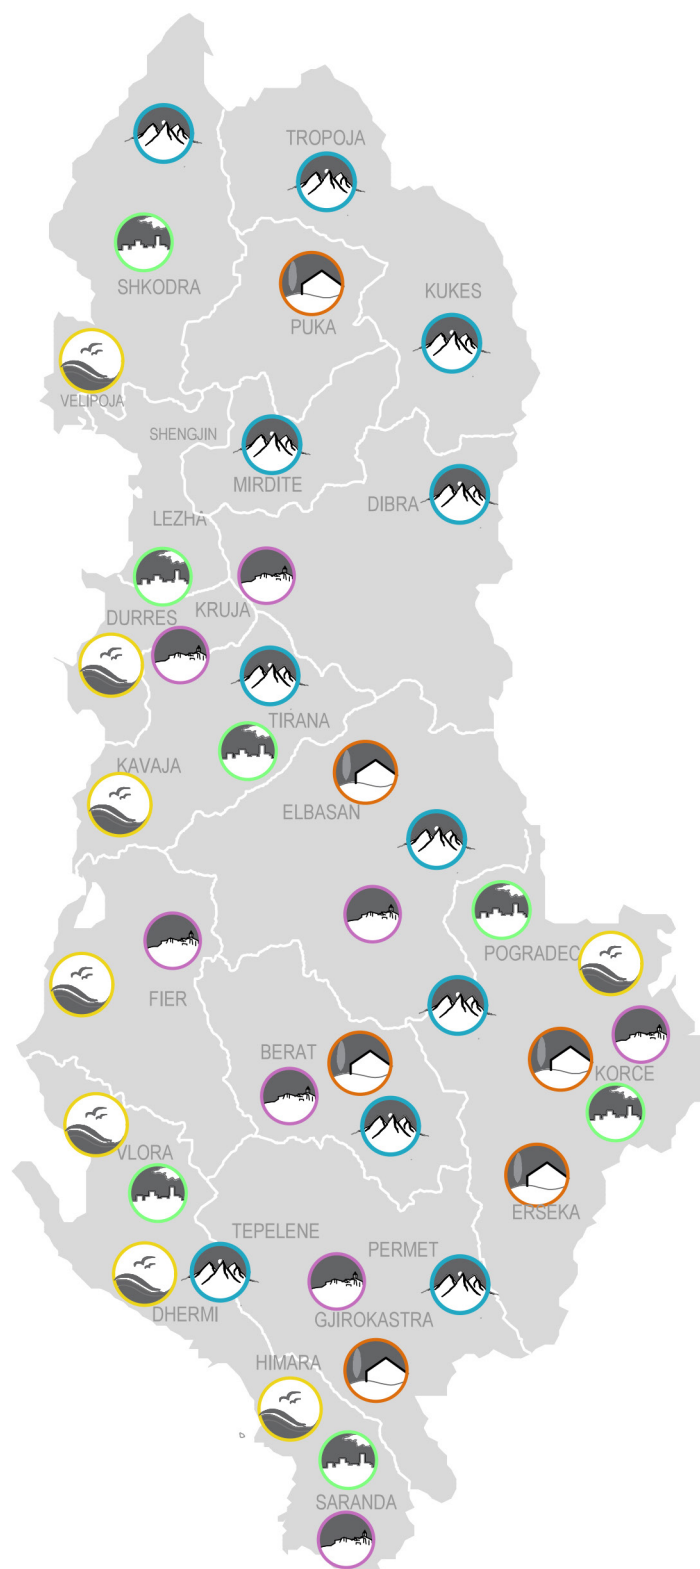 TROPOJA
SHKODRA
KUKES
PUKA
VELIPOJA
SHENGJIN
MIRDITE
DIBRA
LEZHA
KRUJA
DURRES
TIRANA
KAVAJA
ELBASAN
POGRADEC
FIER
BERAT
KORCE
VLORA
ERSEKA
TEPELENE
PERMET
DHERMI
GJIROKASTRA
HIMARA
SARANDA